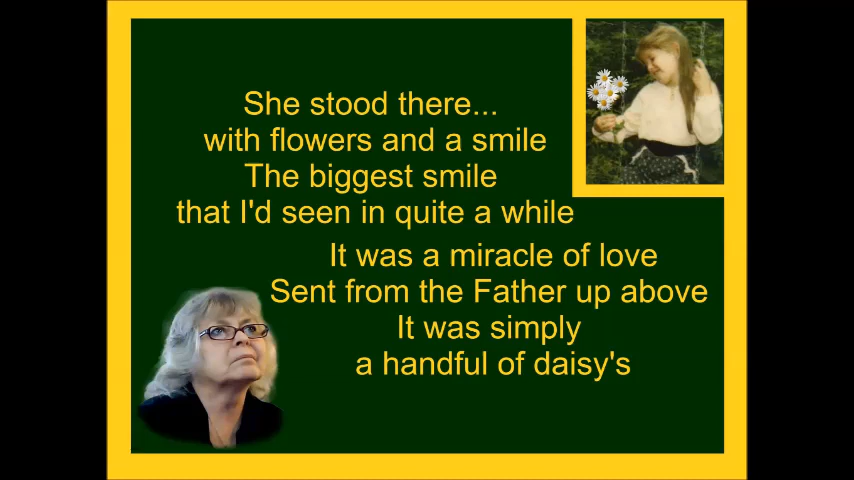 She stood there...
with flowers and a smile
The biggest smile
that I'd seen in quite a while
It was a miracle of love
Sent from the Father up above
It was simply
a handful of daisy's